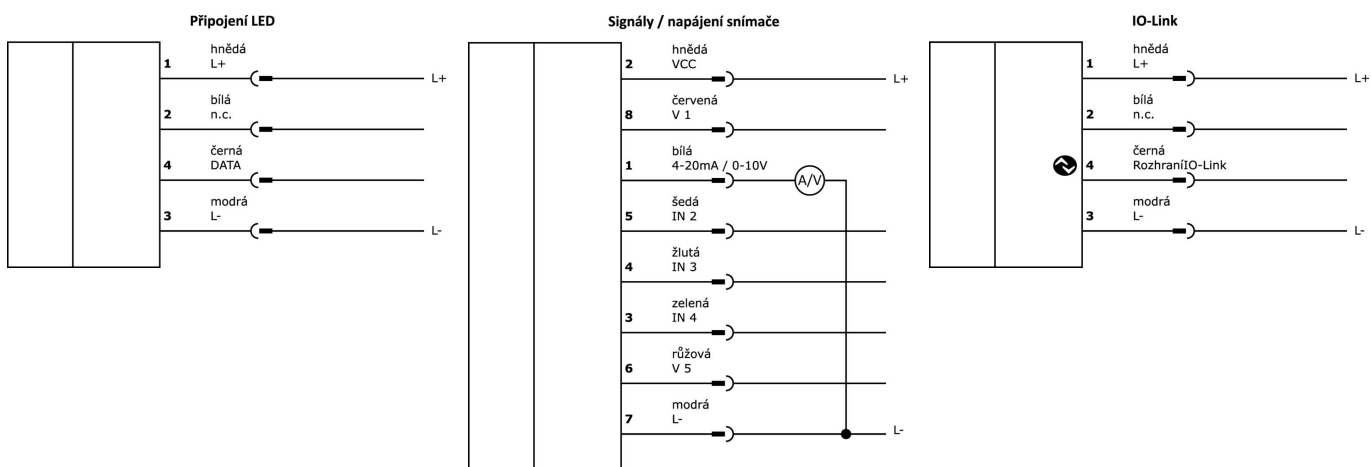 Připojení LED
hnědá
1 L+
L+
bílá
2 n.c.
černá
4 DATA
modrá
3 L-
L-
Signály / napájení snímače
hnědá
2 VCC
L+
červená
8 V 1
bílá
1 4-20mA / 0-10V
A/V
šedá
5 IN 2
žlutá
4 IN 3
zelená
3 IN 4
růžová
6 V 5
modrá
7 L-
L-
IO-Link
hnědá
1 L+
L+
bílá
2 n.c.
černá
4 RozhraníIO-Link
modrá
3 L-
L-